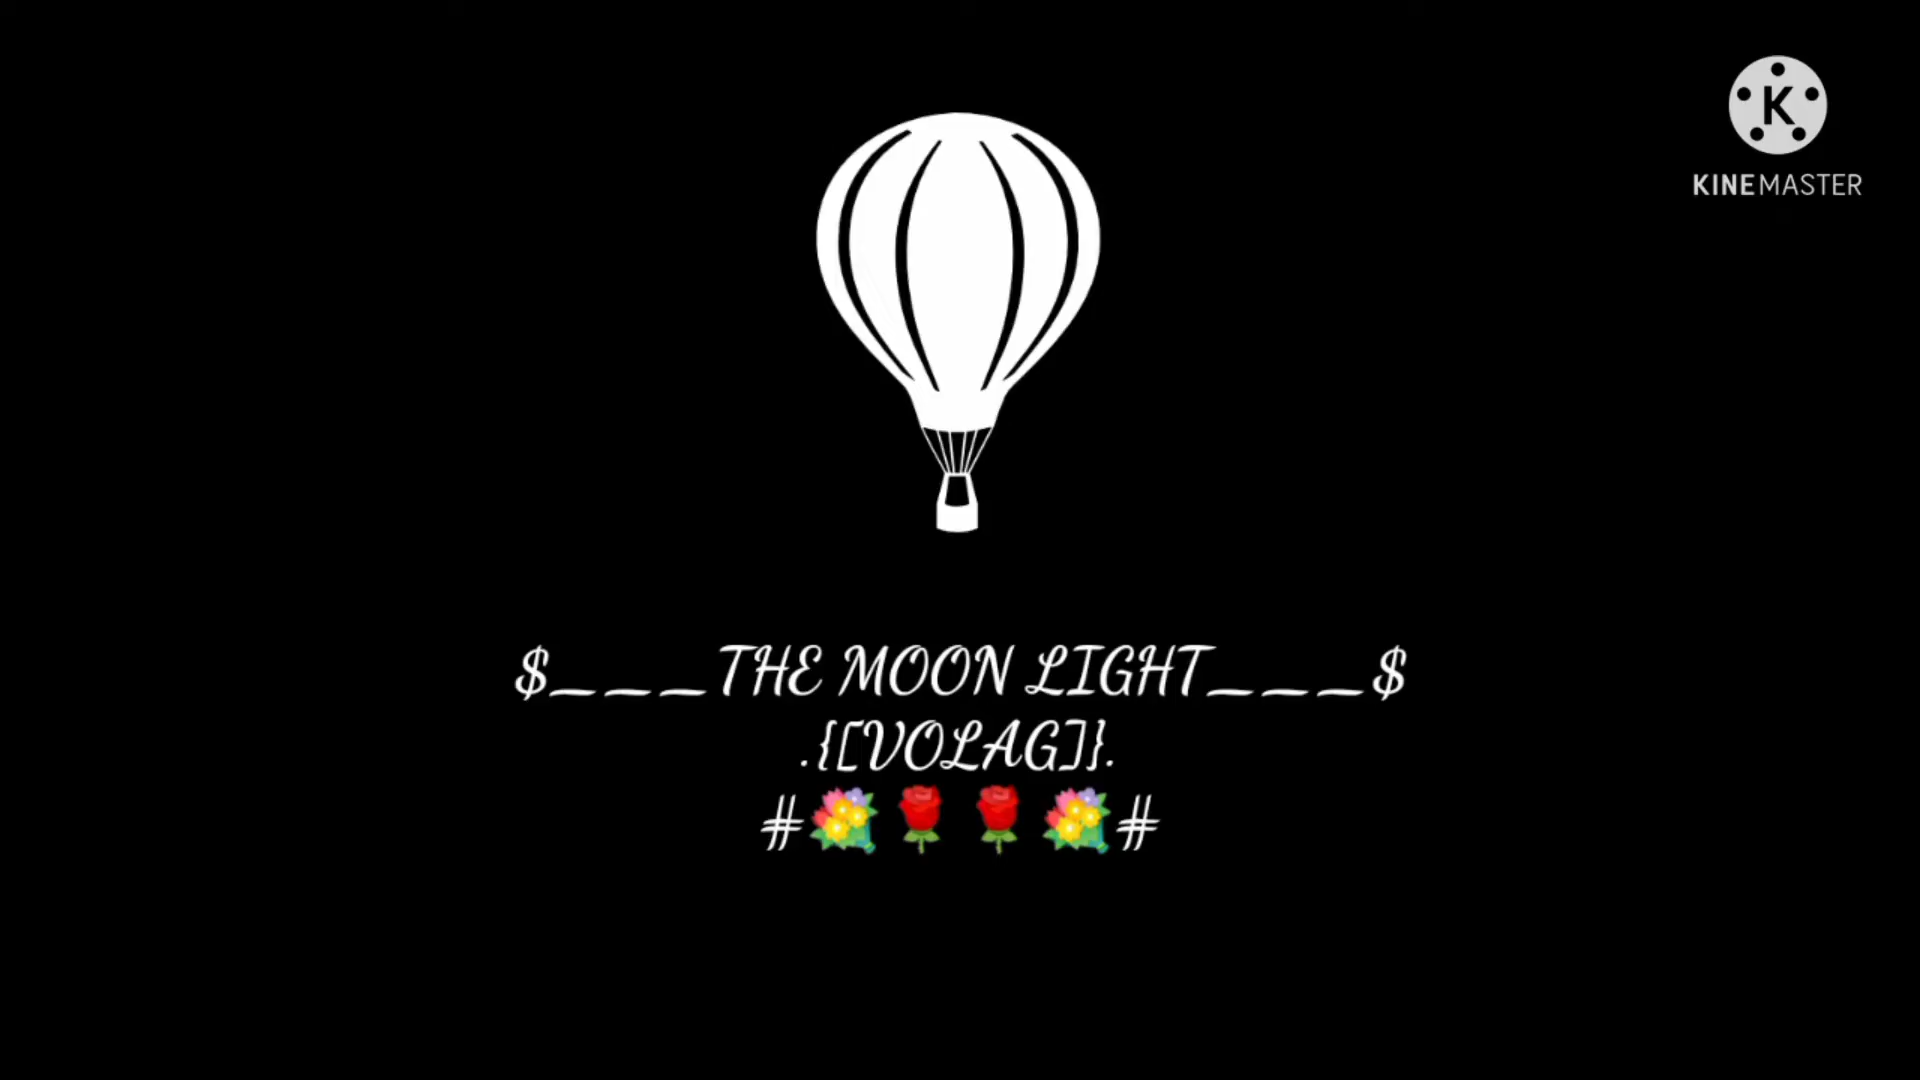 K
KINEMASTER
$___THE MOON LIGHT___$
.{[VOLAG]}.
#💐🌹🌹💐#